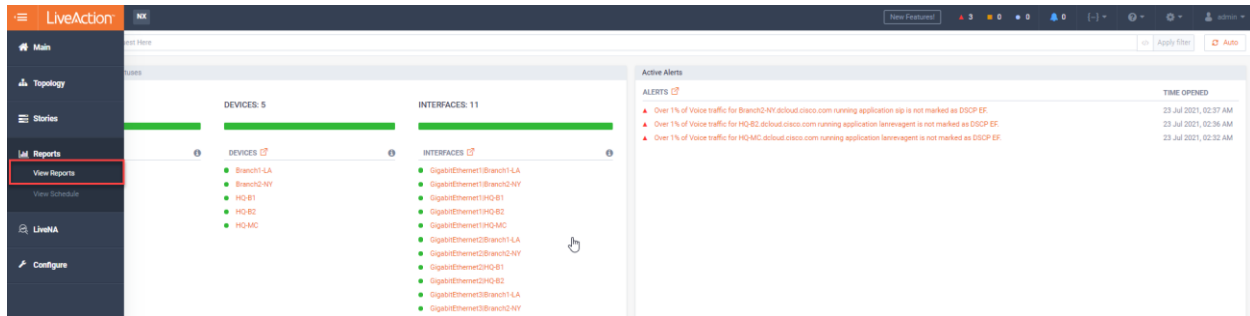 LiveAction
NX
New Features!
3
0
0
0
[--]
admin
Main
est Here
Apply filter
Auto
Topology
tuses
Active Alerts
ALERTS
TIME OPENED
DEVICES: 5
INTERFACES: 11
Over 1% of Voice traffic for Branch2-NY.dcloud.cisco.com running application sip is not marked as DSCP EF.
23 Jul 2021, 02:37 AM
Stories
Over 1% of Voice traffic for HQ-B2.dcloud.cisco.com running application lanrevagent is not marked as DSCP EF.
23 Jul 2021, 02:36 AM
Over 1% of Voice traffic for HQ-MC.dcloud.cisco.com running application lanrevagent is not marked as DSCP EF.
23 Jul 2021, 02:32 AM
Reports
DEVICES
INTERFACES
View Reports
View Schedule
Branch1-LA
Branch2-NY
HQ-B1
HQ-B2
HQ-MC
GigabitEthernet1|Branch1-LA
GigabitEthernet1|Branch2-NY
GigabitEthernet1|HQ-B1
GigabitEthernet1|HQ-B2
GigabitEthernet1|HQ-MC
GigabitEthernet2|Branch1-LA
GigabitEthernet2|Branch2-NY
GigabitEthernet2|HQ-B1
GigabitEthernet2|HQ-B2
GigabitEthernet3|Branch1-LA
GigabitEthernet3|Branch2-NY
LiveNA
Configure